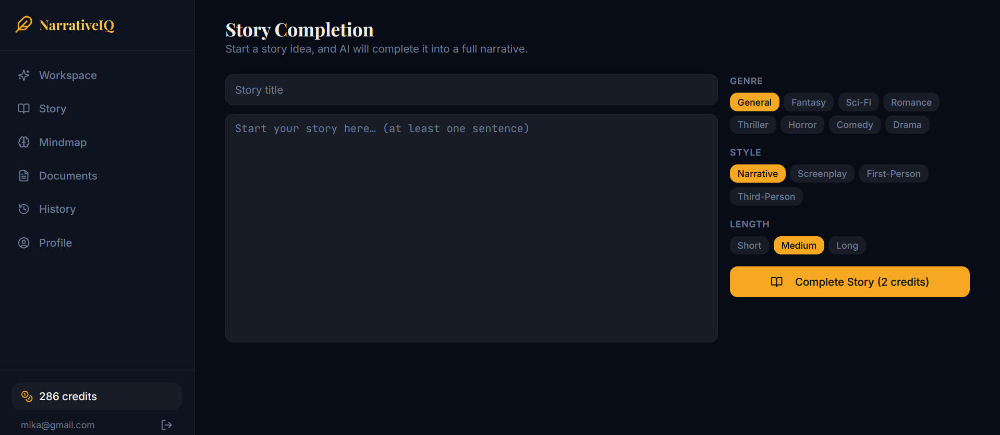 NarrativeIQ
Workspace
Story
Mindmap
Documents
History
Profile
286 credits
mika@gmail.com
Story Completion
Start a story idea, and AI will complete it into a full narrative.
Story title
Start your story here… (at least one sentence)
GENRE
General Fantasy Sci-Fi Romance
Thriller Horror Comedy Drama
STYLE
Narrative Screenplay First-Person
Third-Person
LENGTH
Short Medium Long
Complete Story (2 credits)